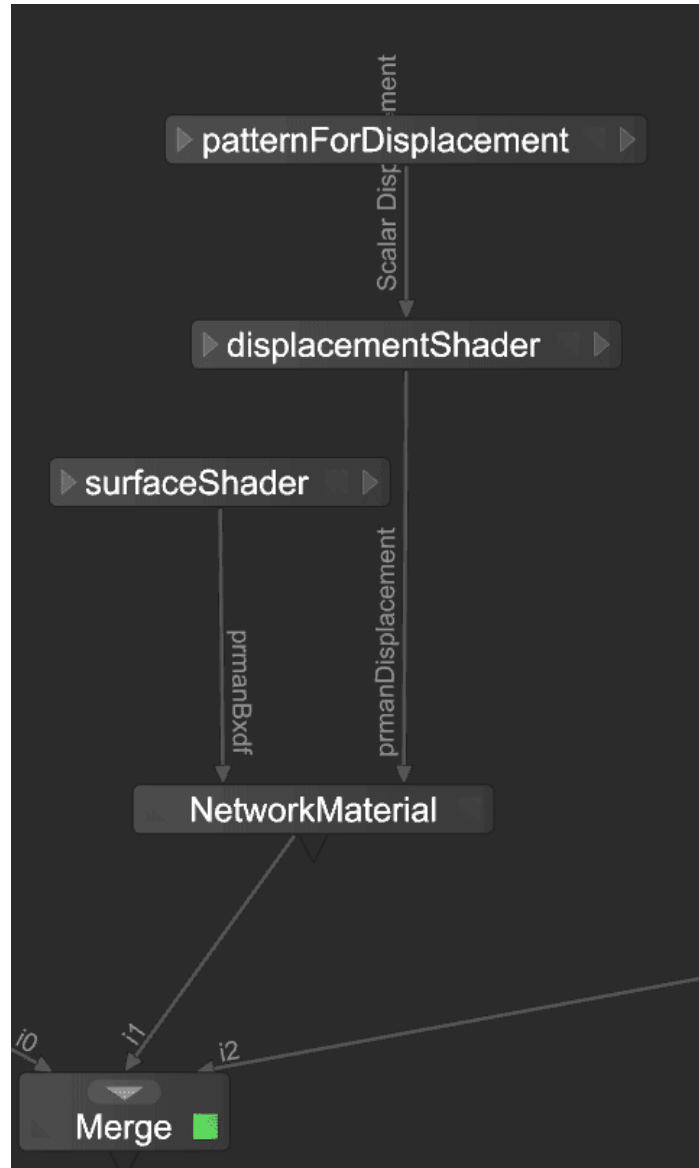 patternForDisplacement
Scalar Displacement
displacementShader
surfaceShader
prmanBxdf
prmanDisplacement
NetworkMaterial
i0
i1
i2
Merge